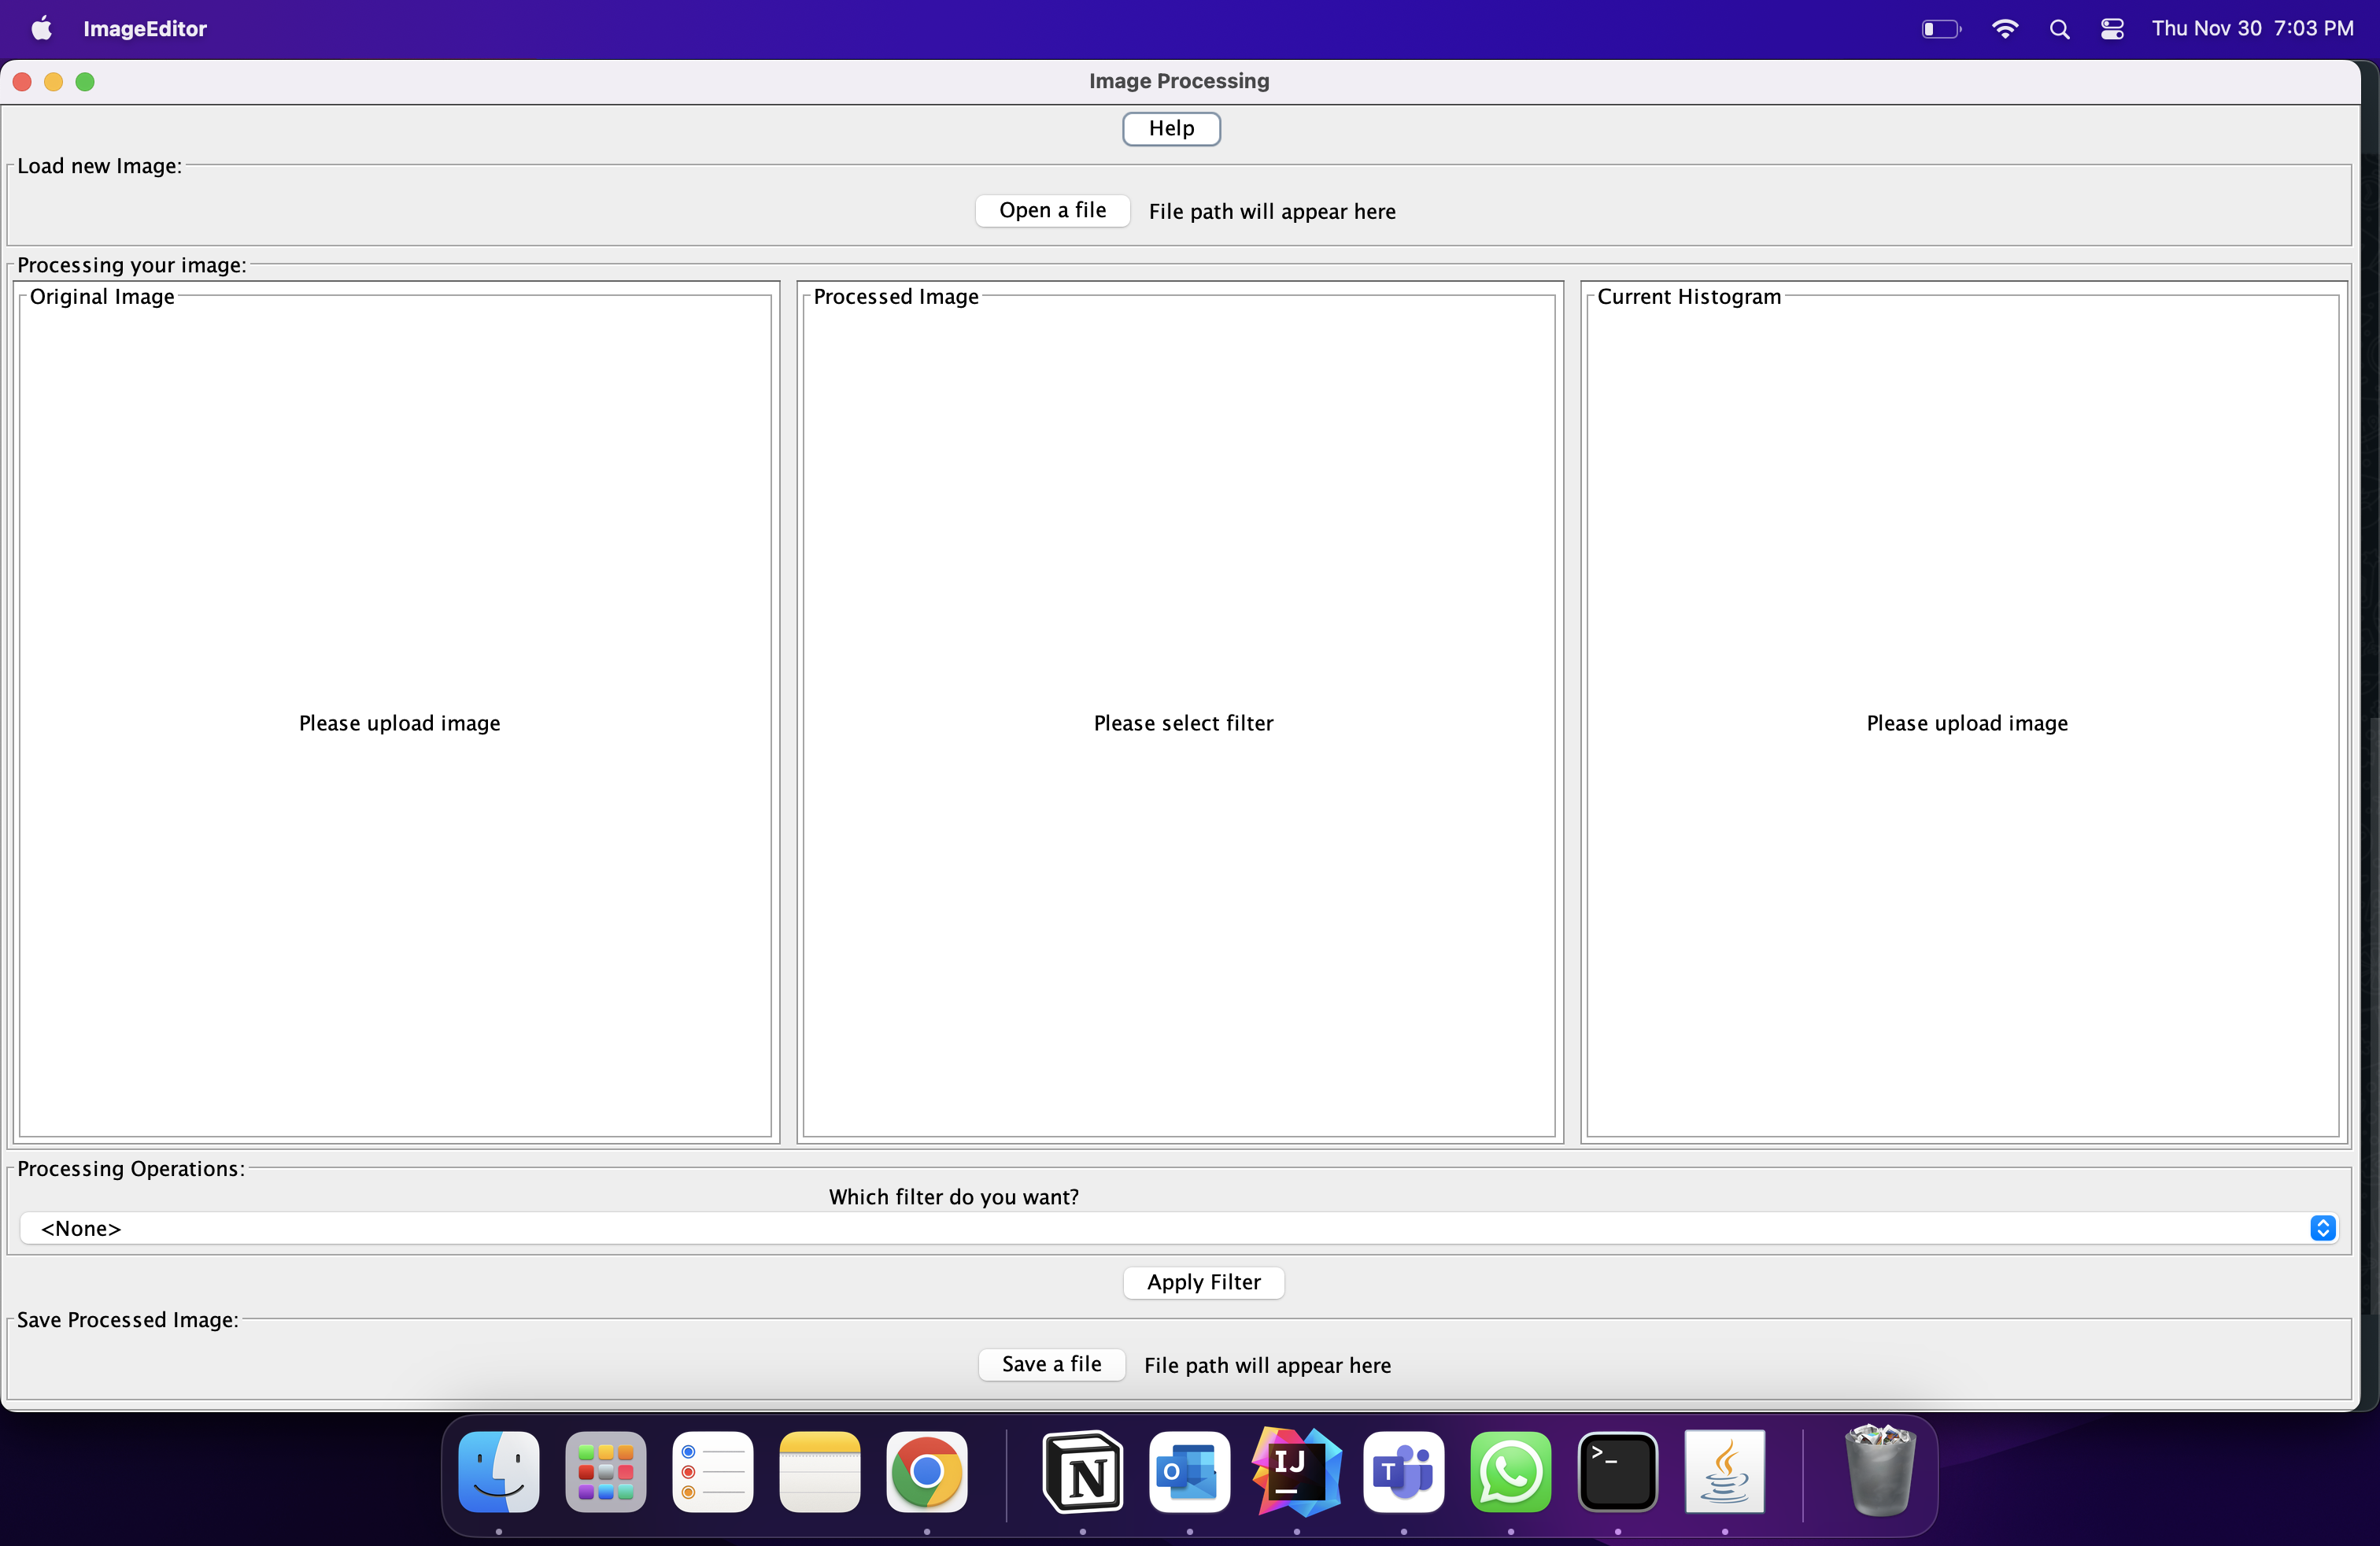 ImageEditor
Thu Nov 30 7:03 PM
Image Processing
Help
Load new Image:
Open a file
File path will appear here
Processing your image:
Original Image
Processed Image
Current Histogram
Please upload image
Please select filter
Please upload image
Processing Operations:
Which filter do you want?
<None>
Apply Filter
Save Processed Image:
Save a file
File path will appear here
N
O
IJ
T
>_